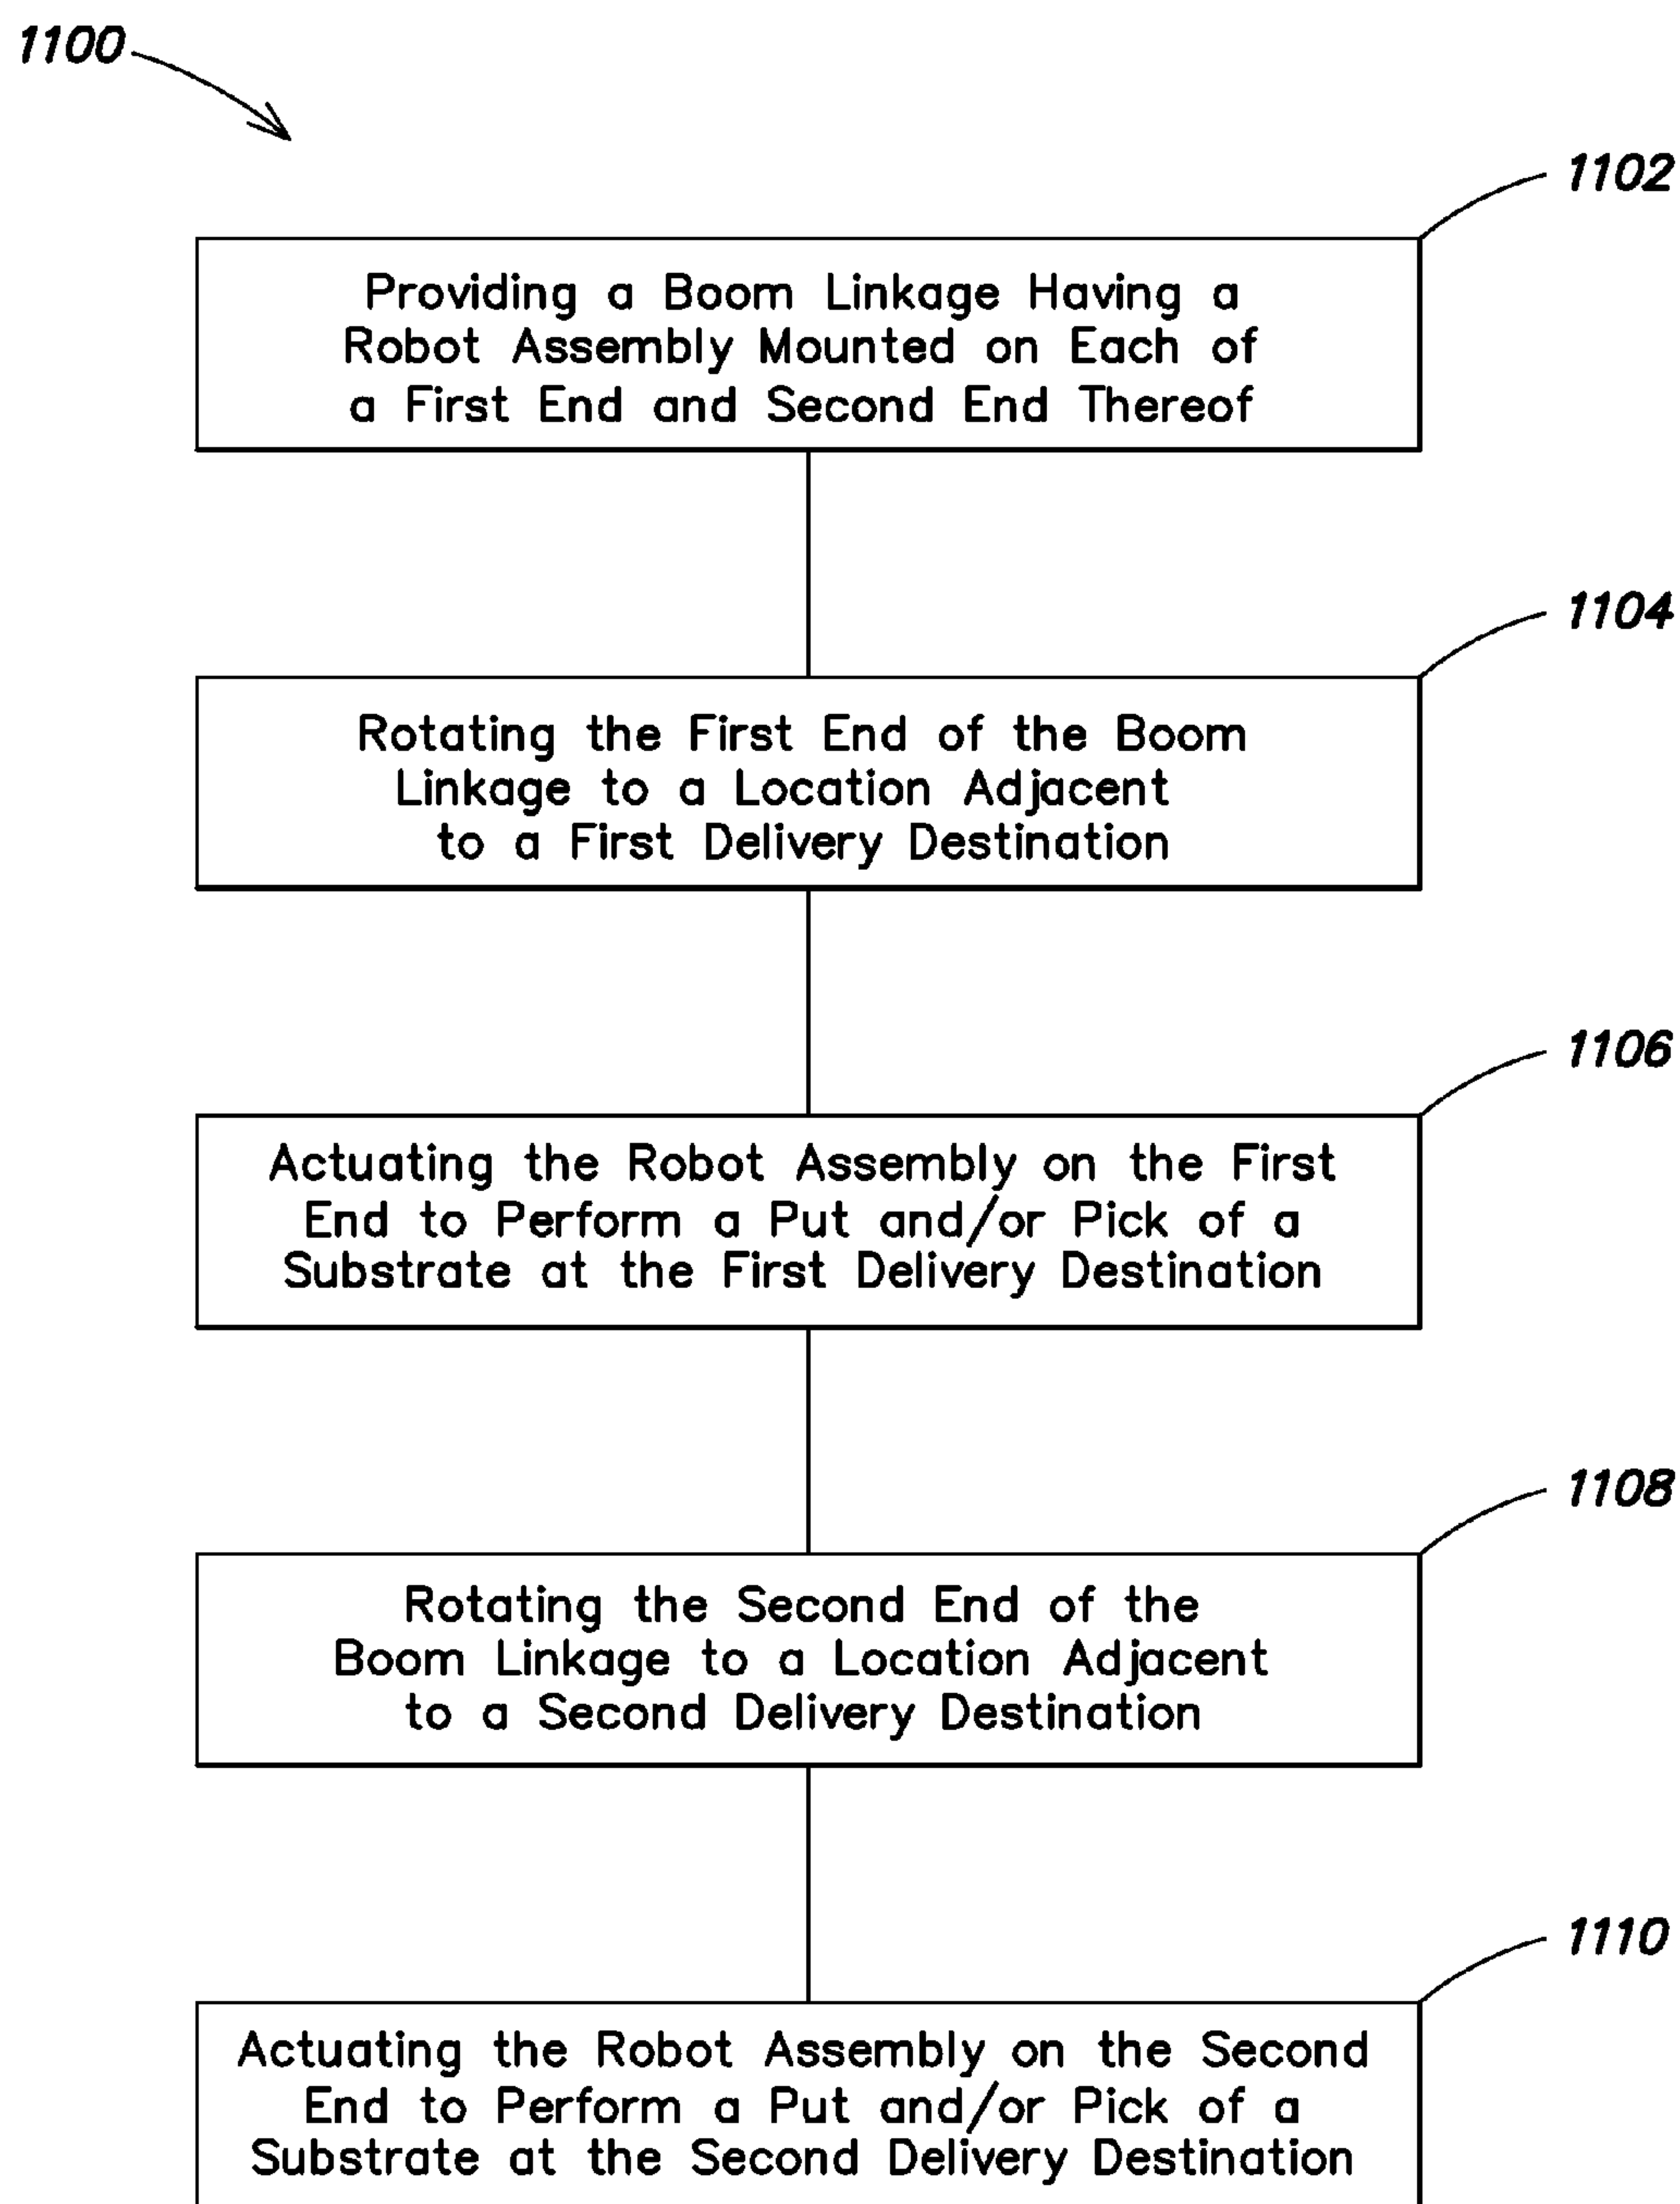 1100
1102
Providing a Boom Linkage Having a
Robot Assembly Mounted on Each of
a First End and Second End Thereof
1104
Rotating the First End of the Boom
Linkage to a Location Adjacent
to a First Delivery Destination
1106
Actuating the Robot Assembly on the First
End to Perform a Put and/or Pick of a
Substrate at the First Delivery Destination
1108
Rotating the Second End of the
Boom Linkage to a Location Adjacent
to a Second Delivery Destination
1110
Actuating the Robot Assembly on the Second
End to Perform a Put and/or Pick of a
Substrate at the Second Delivery Destination